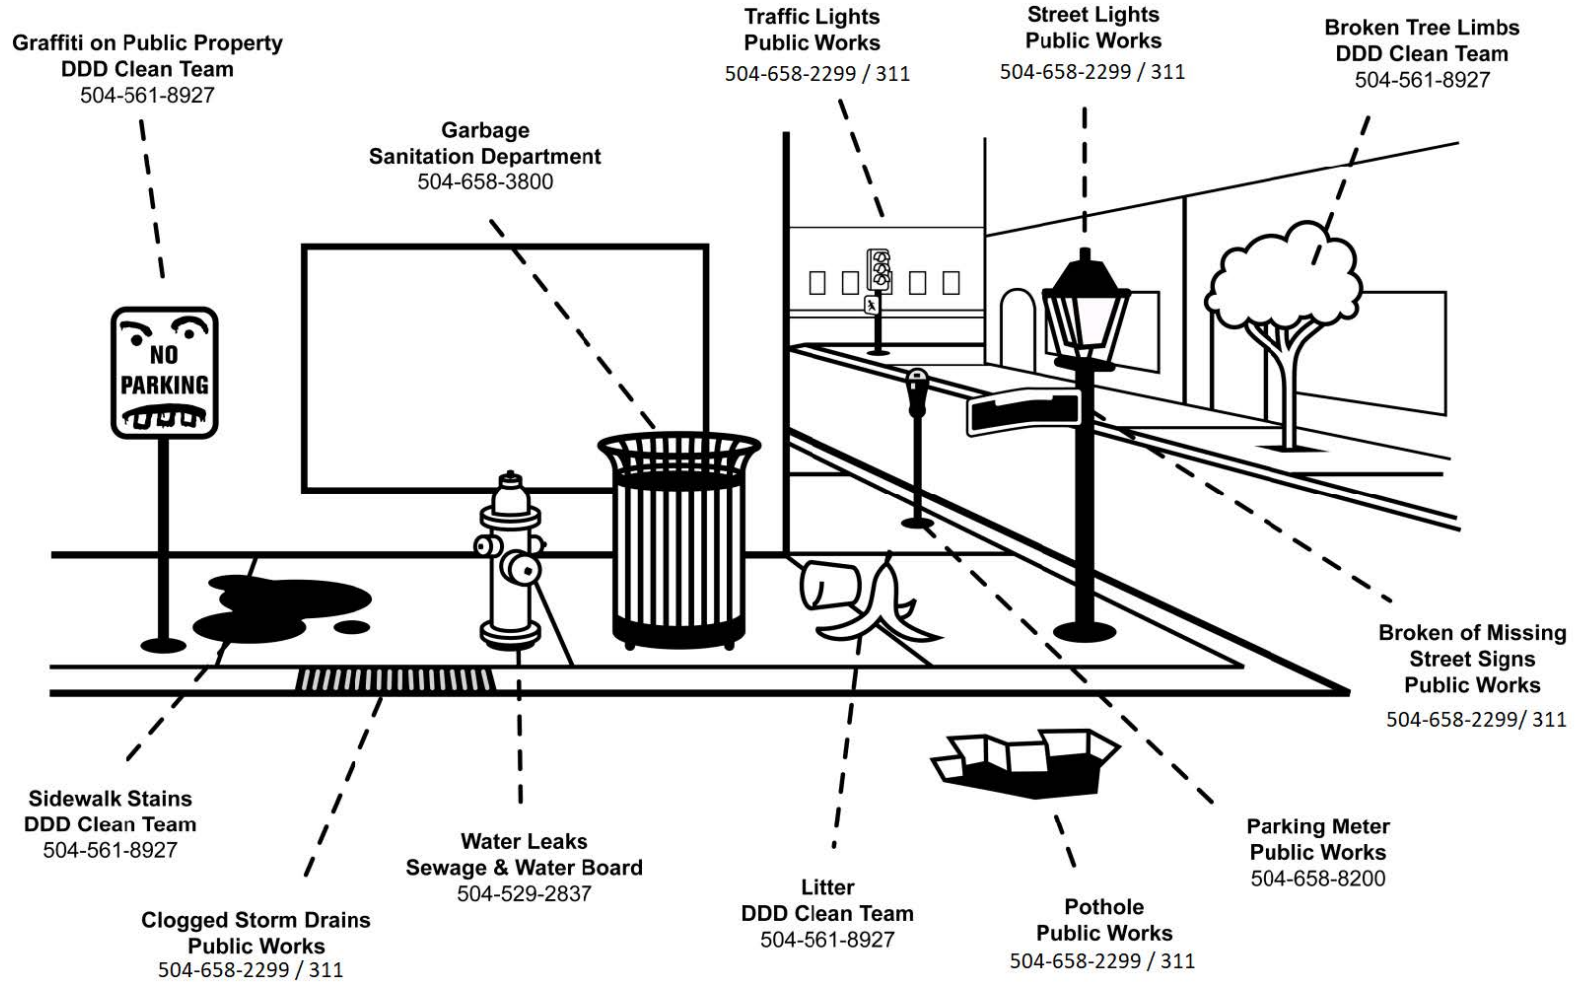 Graffiti on Public Property
DDD Clean Team
504-561-8927
Garbage
Sanitation Department
504-658-3800
Traffic Lights
Public Works
504-658-2299 / 311
Street Lights
Public Works
504-658-2299 / 311
Broken Tree Limbs
DDD Clean Team
504-561-8927
NO
PARKING
Broken of Missing
Street Signs
Public Works
504-658-2299/ 311
Sidewalk Stains
DDD Clean Team
504-561-8927
Clogged Storm Drains
Public Works
504-658-2299 / 311
Water Leaks
Sewage & Water Board
504-529-2837
Litter
DDD Clean Team
504-561-8927
Pothole
Public Works
504-658-2299 / 311
Parking Meter
Public Works
504-658-8200